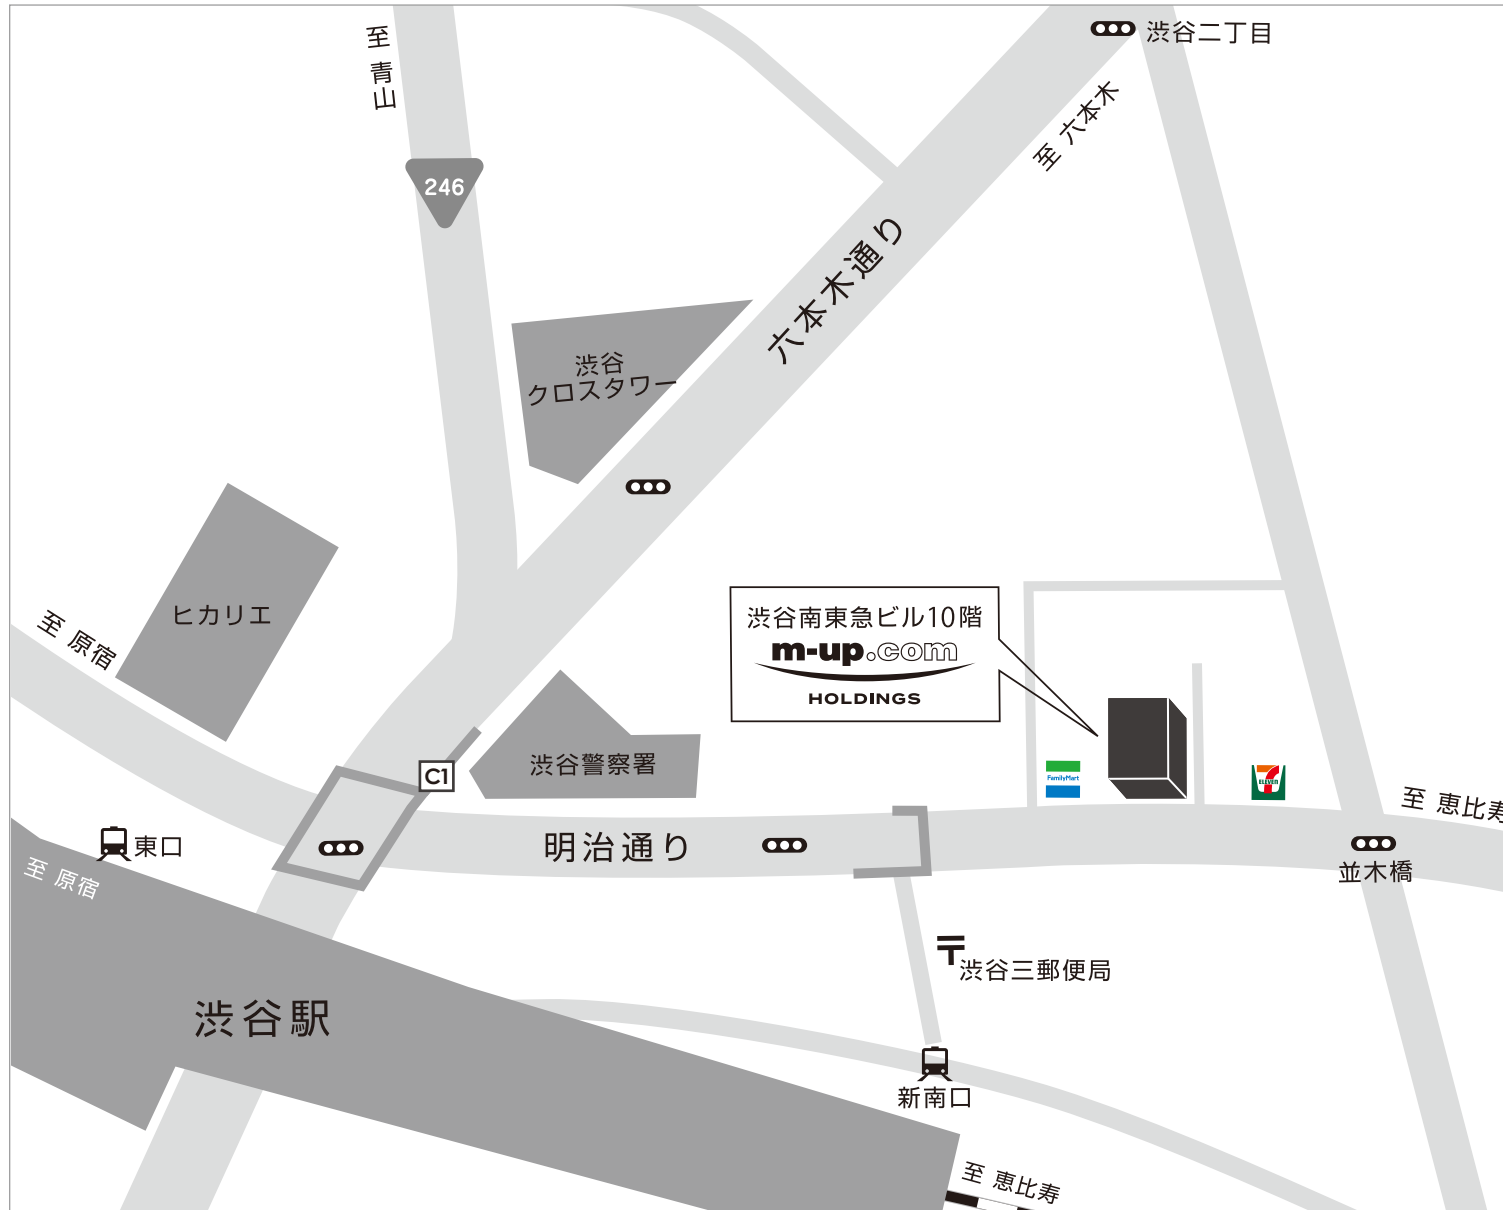 渋谷二丁目
至 青山
246
至 六本木
六本木通り
渋谷
クロスタワー
ヒカリエ
至 原宿
渋谷南東急ビル10階
m-up.com
HOLDINGS
渋谷警察署
C1
FamilyMart
7
ELEVEN
至 恵比寿
東口
明治通り
並木橋
至 原宿
渋谷三郵便局
渋谷駅
新南口
至 恵比寿